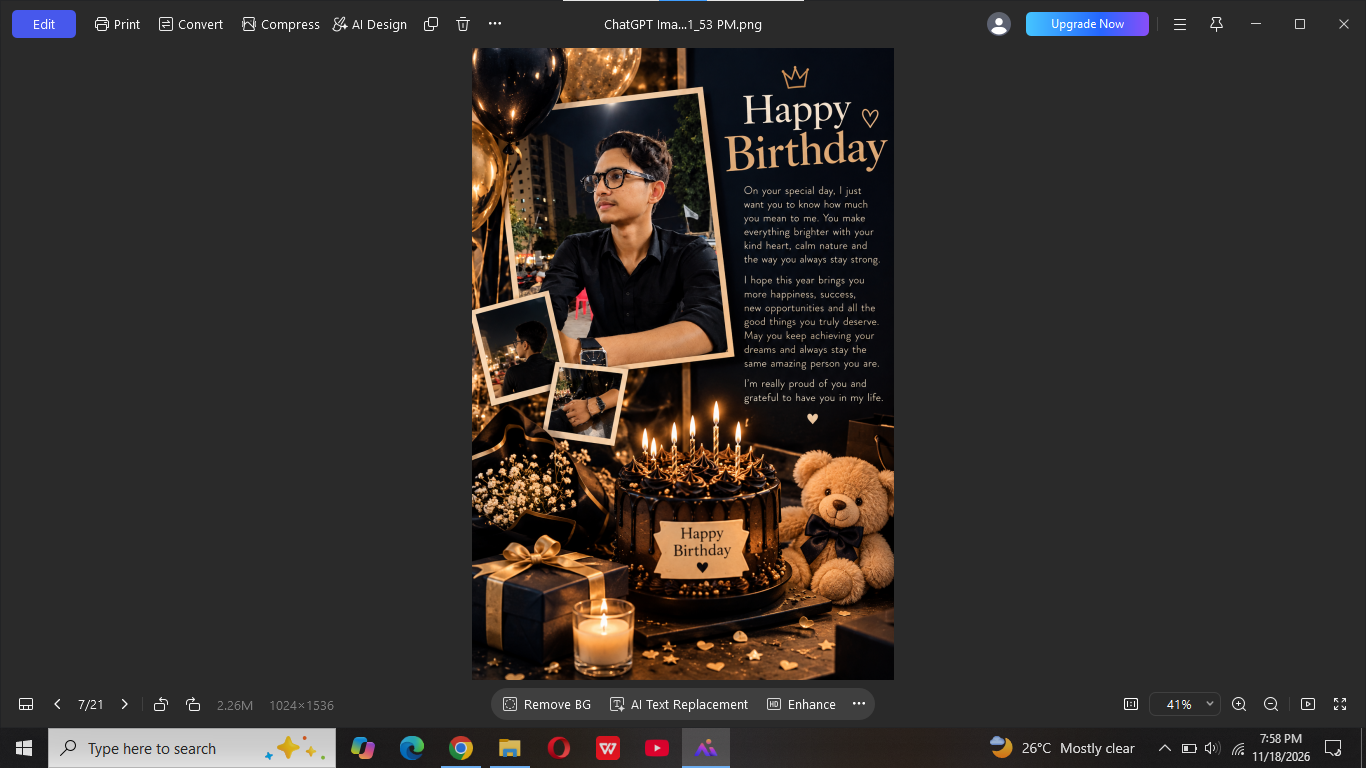 Edit
Print
Convert
Compress
AI Design
ChatGPT Ima...1_53 PM.png
Upgrade Now
Happy
Birthday
On your special day, I just
want you to know how much
you mean to me. You make
everything brighter with your
kind heart, calm nature and
the way you always stay strong.
I hope this year brings you
more happiness, success,
new opportunities and all the
good things you truly deserve.
May you keep achieving your
dreams and always stay the
same amazing person you are.
I'm really proud of you and
grateful to have you in my life.
Happy
Birthday
7/21
2.26M
1024×1536
Remove BG
AI Text Replacement
HD Enhance
1:1
41%
Type here to search
26°C Mostly clear
7:58 PM
11/18/2026